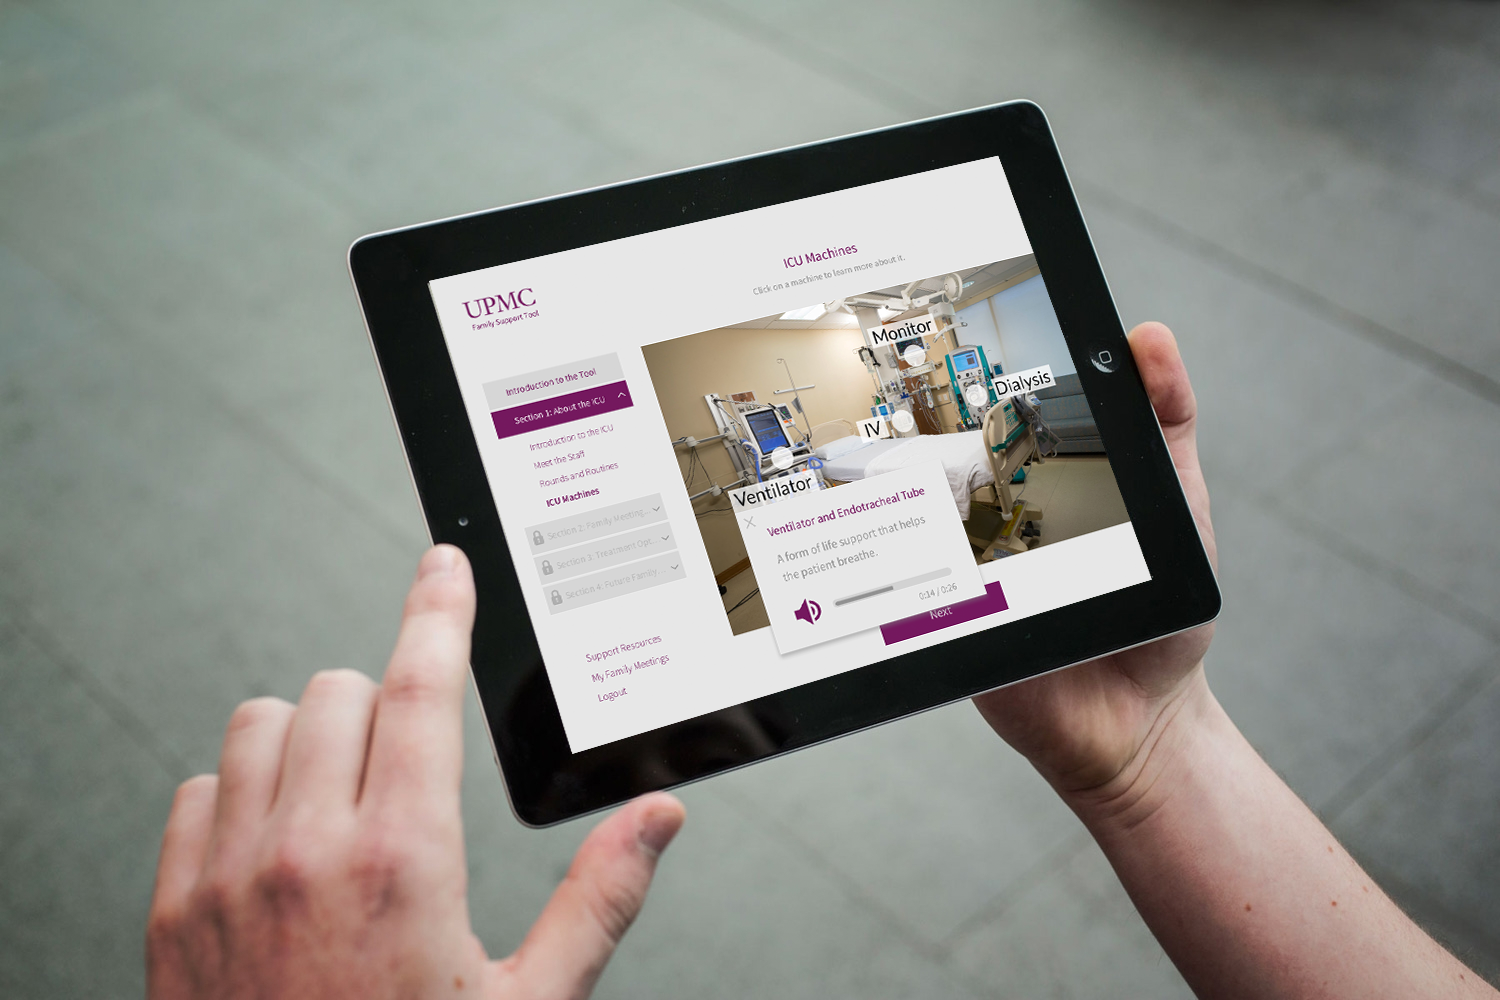 UPMC
Family Support Tool
ICU Machines
Click on a machine to learn more about it.
Introduction to the Tool
Section 1: About the ICU
Introduction to the ICU
Meet the Staff
Rounds and Routines
ICU Machines
Section 2: Family Meeting...
Section 3: Treatment Opt...
Section 4: Future Family...
Support Resources
My Family Meetings
Logout
Monitor
Dialysis
IV
Ventilator
Ventilator and Endotracheal Tube
A form of life support that helps
the patient breathe.
0:14 / 0:26
Next